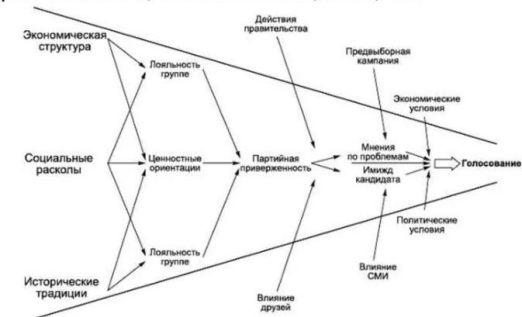 Экономическая
структура
Социальные
расколы
Исторические
традиции
Лояльность
группе
Ценностные
ориентации
Лояльность
группе
Действия
правительства
Партийная
приверженность
Влияние
друзей
Предвыборная
кампания
Мнения
по проблемам
Имижд
кандидата
Влияние
СМИ
Экономические
условия
Политические
условия
Голосование